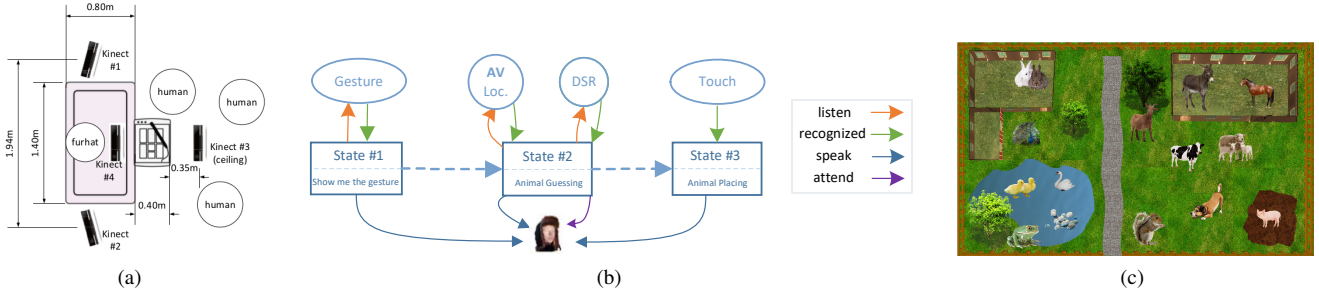 0.80m
Kinect
#1
human
human
1.94m
1.40m
furhat
Kinect
#4
Kinect #3
(ceiling)
0.35m
human
0.40m
Kinect
#2
(a)
Gesture
AV
Loc.
DSR
Touch
State #1
Show me the gesture
State #2
Animal Guessing
State #3
Animal Placing
listen
recognized
speak
attend
(b)
(c)